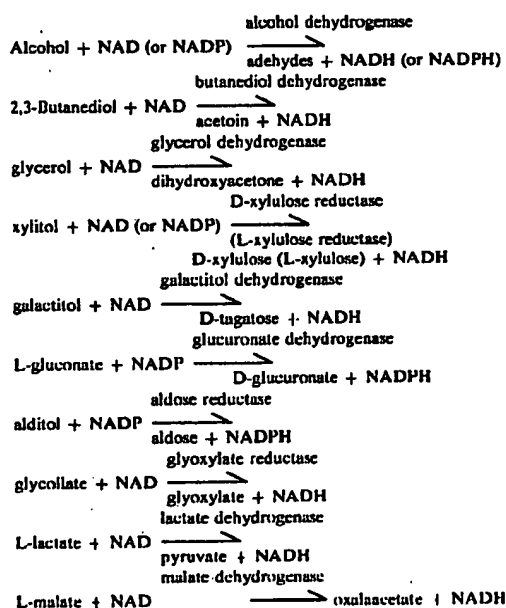 alcohol dehydrogenase
Alcohol + NAD (or NADP)
adehydes + NADH (or NADPH)
butanediol dehydrogenase
2,3-Butanediol + NAD
acetoin + NADH
glycerol dehydrogenase
glycerol + NAD
dihydroxyacetone + NADH
D-xylulose reductase
xylitol + NAD (or NADP)
(L-xylulose reductase)
D-xylulose (L-xylulose) + NADH
galactitol dehydrogenase
galactitol + NAD
D-tagatose + NADH
glucuronate dehydrogenase
L-gluconate + NADP
D-glucuronate + NADPH
aldose reductase
alditol + NADP
aldose + NADPH
glyoxylate reductase
glycollate + NAD
glyoxylate + NADH
lactate dehydrogenase
L-lactate + NAD
pyruvate + NADH
malate dehydrogenase
L-malate + NAD → oxalaacetate + NADH